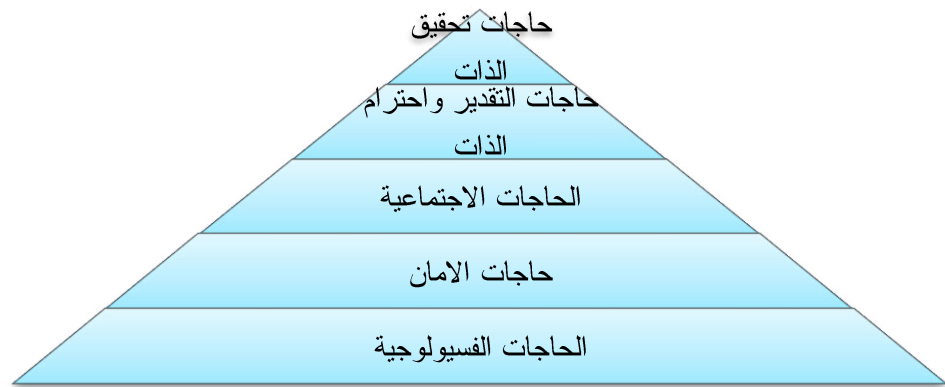 حاجات تحقيق
الذات
حاجات التقدير واحترام
الذات
الحاجات الاجتماعية
حاجات الامان
الحاجات الفسيولوجية